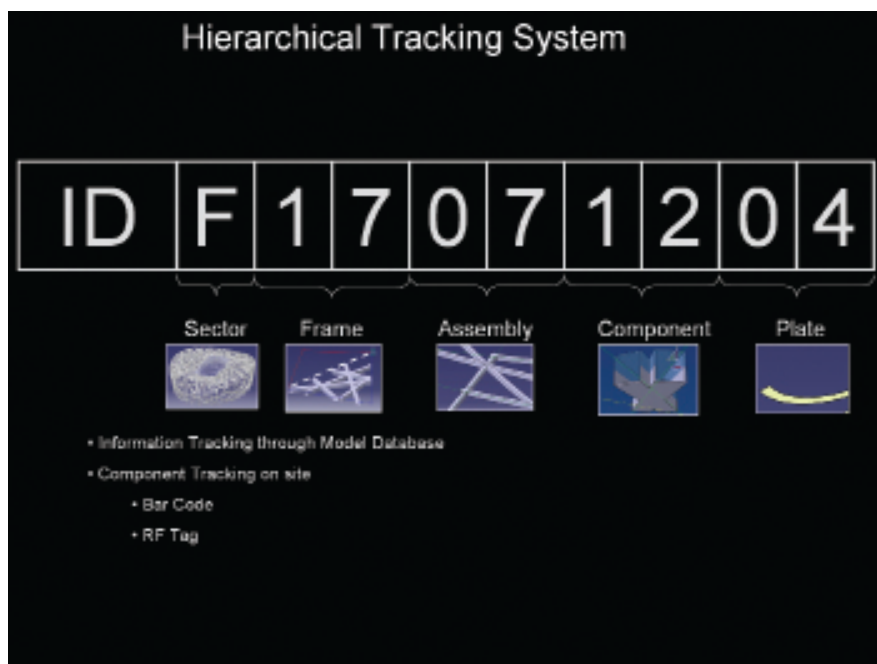 Hierarchical Tracking System
ID F 1 7 0 7 1 2 0 4
Sector Frame Assembly Component Plate
• Information Tracking through Model Database
• Component Tracking on site
• Bar Code
• RF Tag